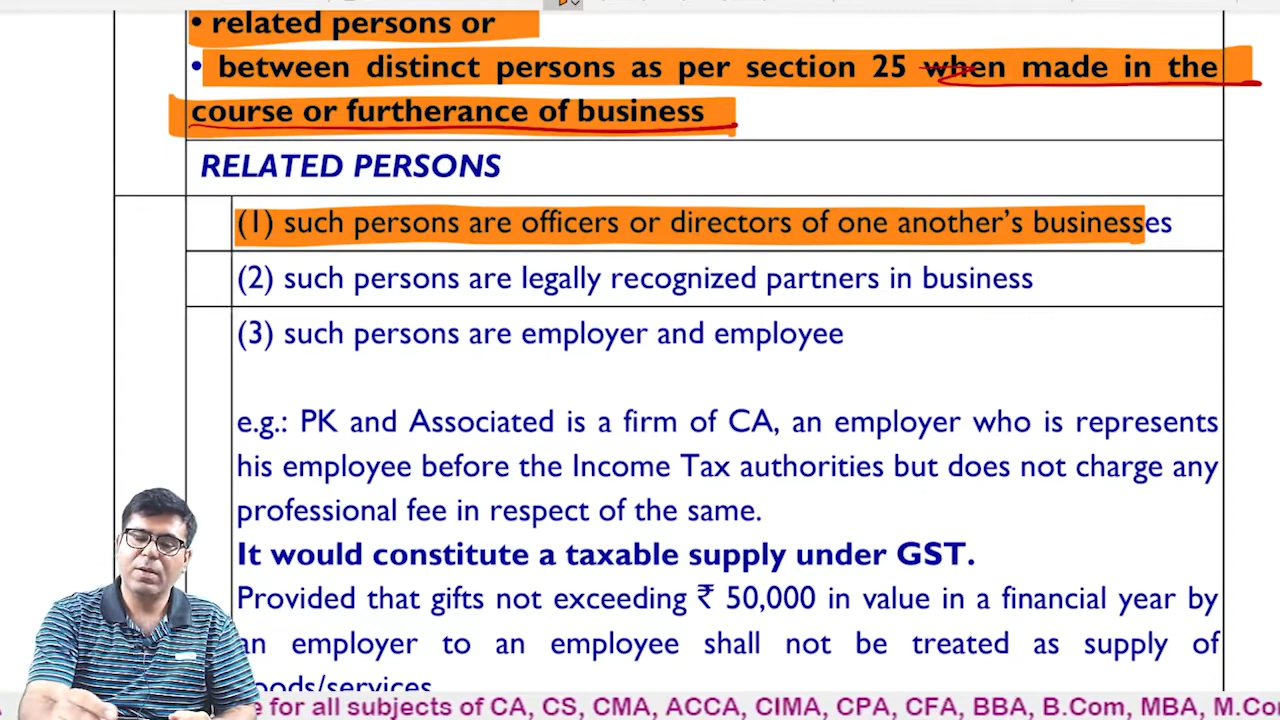 • related persons or
• between distinct persons as per section 25 when made in the
course or furtherance of business
RELATED PERSONS
(1) such persons are officers or directors of one another’s businesses
(2) such persons are legally recognized partners in business
(3) such persons are employer and employee
e.g.: PK and Associated is a firm of CA, an employer who is represents
his employee before the Income Tax authorities but does not charge any
professional fee in respect of the same.
It would constitute a taxable supply under GST.
Provided that gifts not exceeding ₹ 50,000 in value in a financial year by
an employer to an employee shall not be treated as supply of
goods/services
e for all subjects of CA, CS, CMA, ACCA, CIMA, CPA, CFA, BBA, B.Com, MBA, M.Co